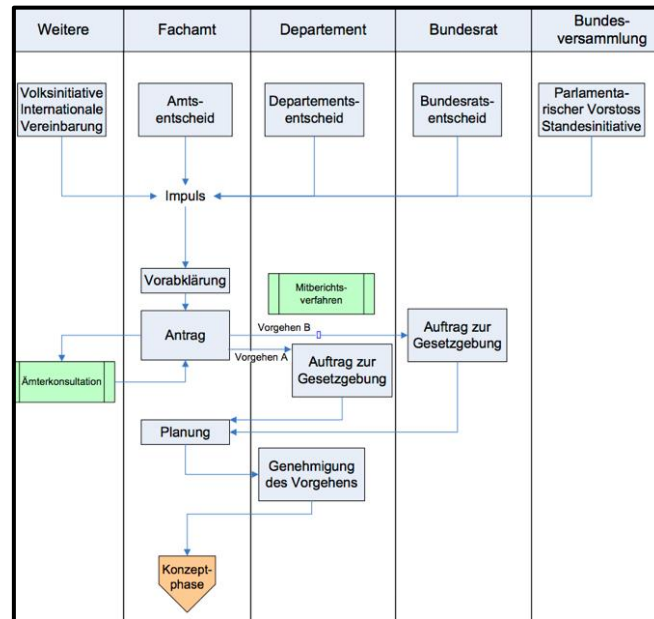 Weitere
Fachamt
Departement
Bundesrat
Bundes-
versammlung
Volksinitiative
Internationale
Vereinbarung
Amts-
entscheid
Departements-
entscheid
Bundesrats-
entscheid
Parlamenta-
rischer Vorstoss
Standesinitiative
Impuls
Vorabklärung
Mitberichts-
verfahren
Antrag
Vorgehen B
Auftrag zur
Gesetzgebung
Vorgehen A
Auftrag zur
Gesetzgebung
Ämterkonsultation
Planung
Genehmigung
des Vorgehens
Konzept-
phase